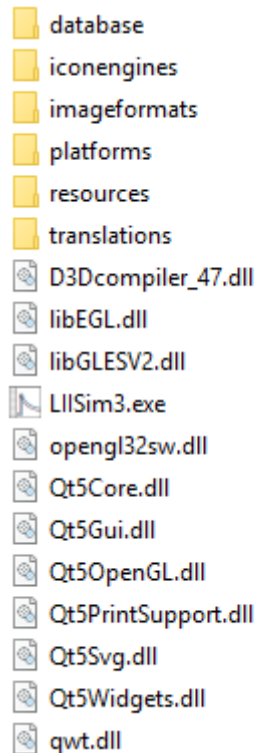 database
iconengines
imageformats
platforms
resources
translations
D3Dcompiler_47.dll
libEGL.dll
libGLESV2.dll
LIISim3.exe
opengl32sw.dll
Qt5Core.dll
Qt5Gui.dll
Qt5OpenGL.dll
Qt5PrintSupport.dll
Qt5Svg.dll
Qt5Widgets.dll
qwt.dll